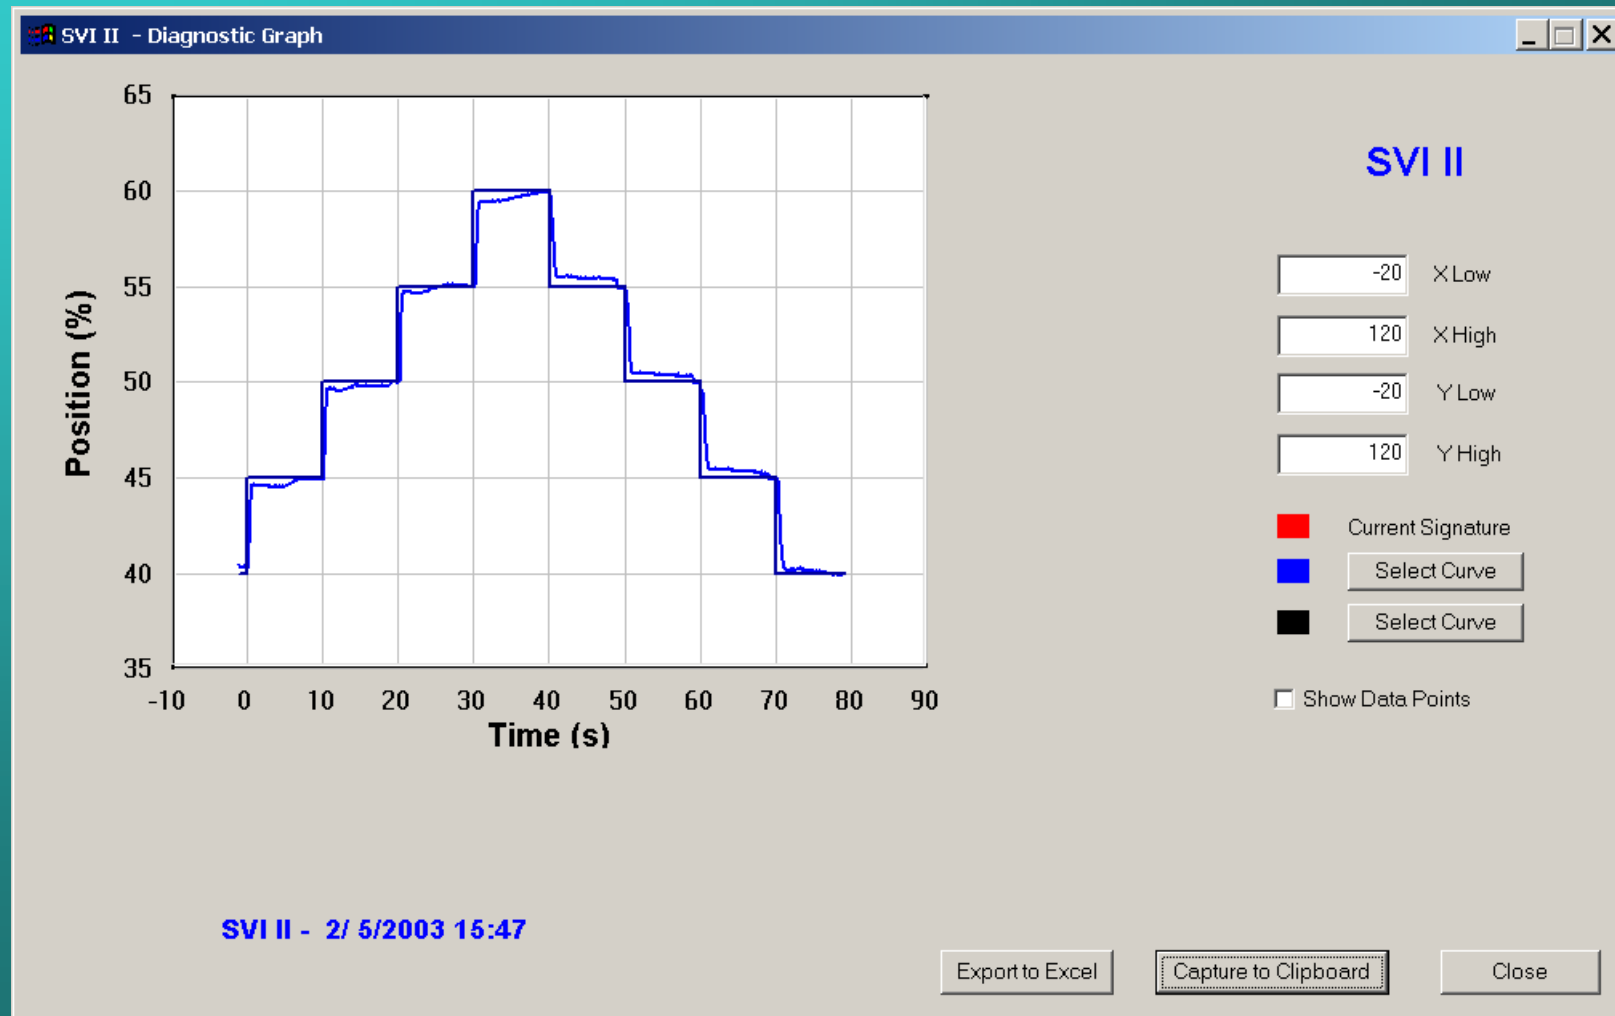 SVI II - Diagnostic Graph
65
60
55
50
45
40
35
Position (%)
-10 0 10 20 30 40 50 60 70 80 90
Time (s)
SVI II
-20 X Low
120 X High
-20 Y Low
120 Y High
Current Signature
Select Curve
Select Curve
Show Data Points
SVI II - 2/ 5/2003 15:47
Export to Excel Capture to Clipboard Close